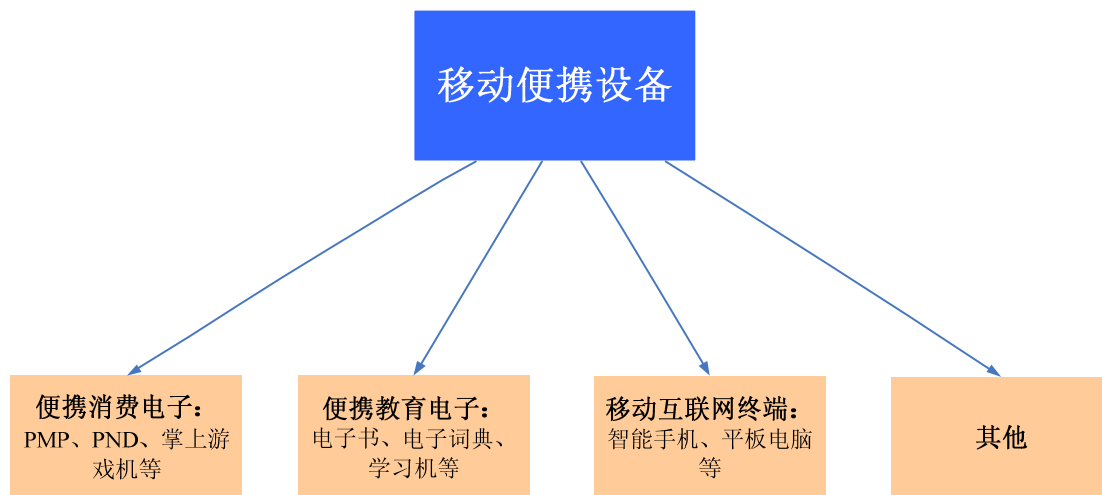 移动便携设备
便携消费电子：
PMP、PND、掌上游
戏机等
便携教育电子：
电子书、电子词典、
学习机等
移动互联网终端：
智能手机、平板电脑
等
其他